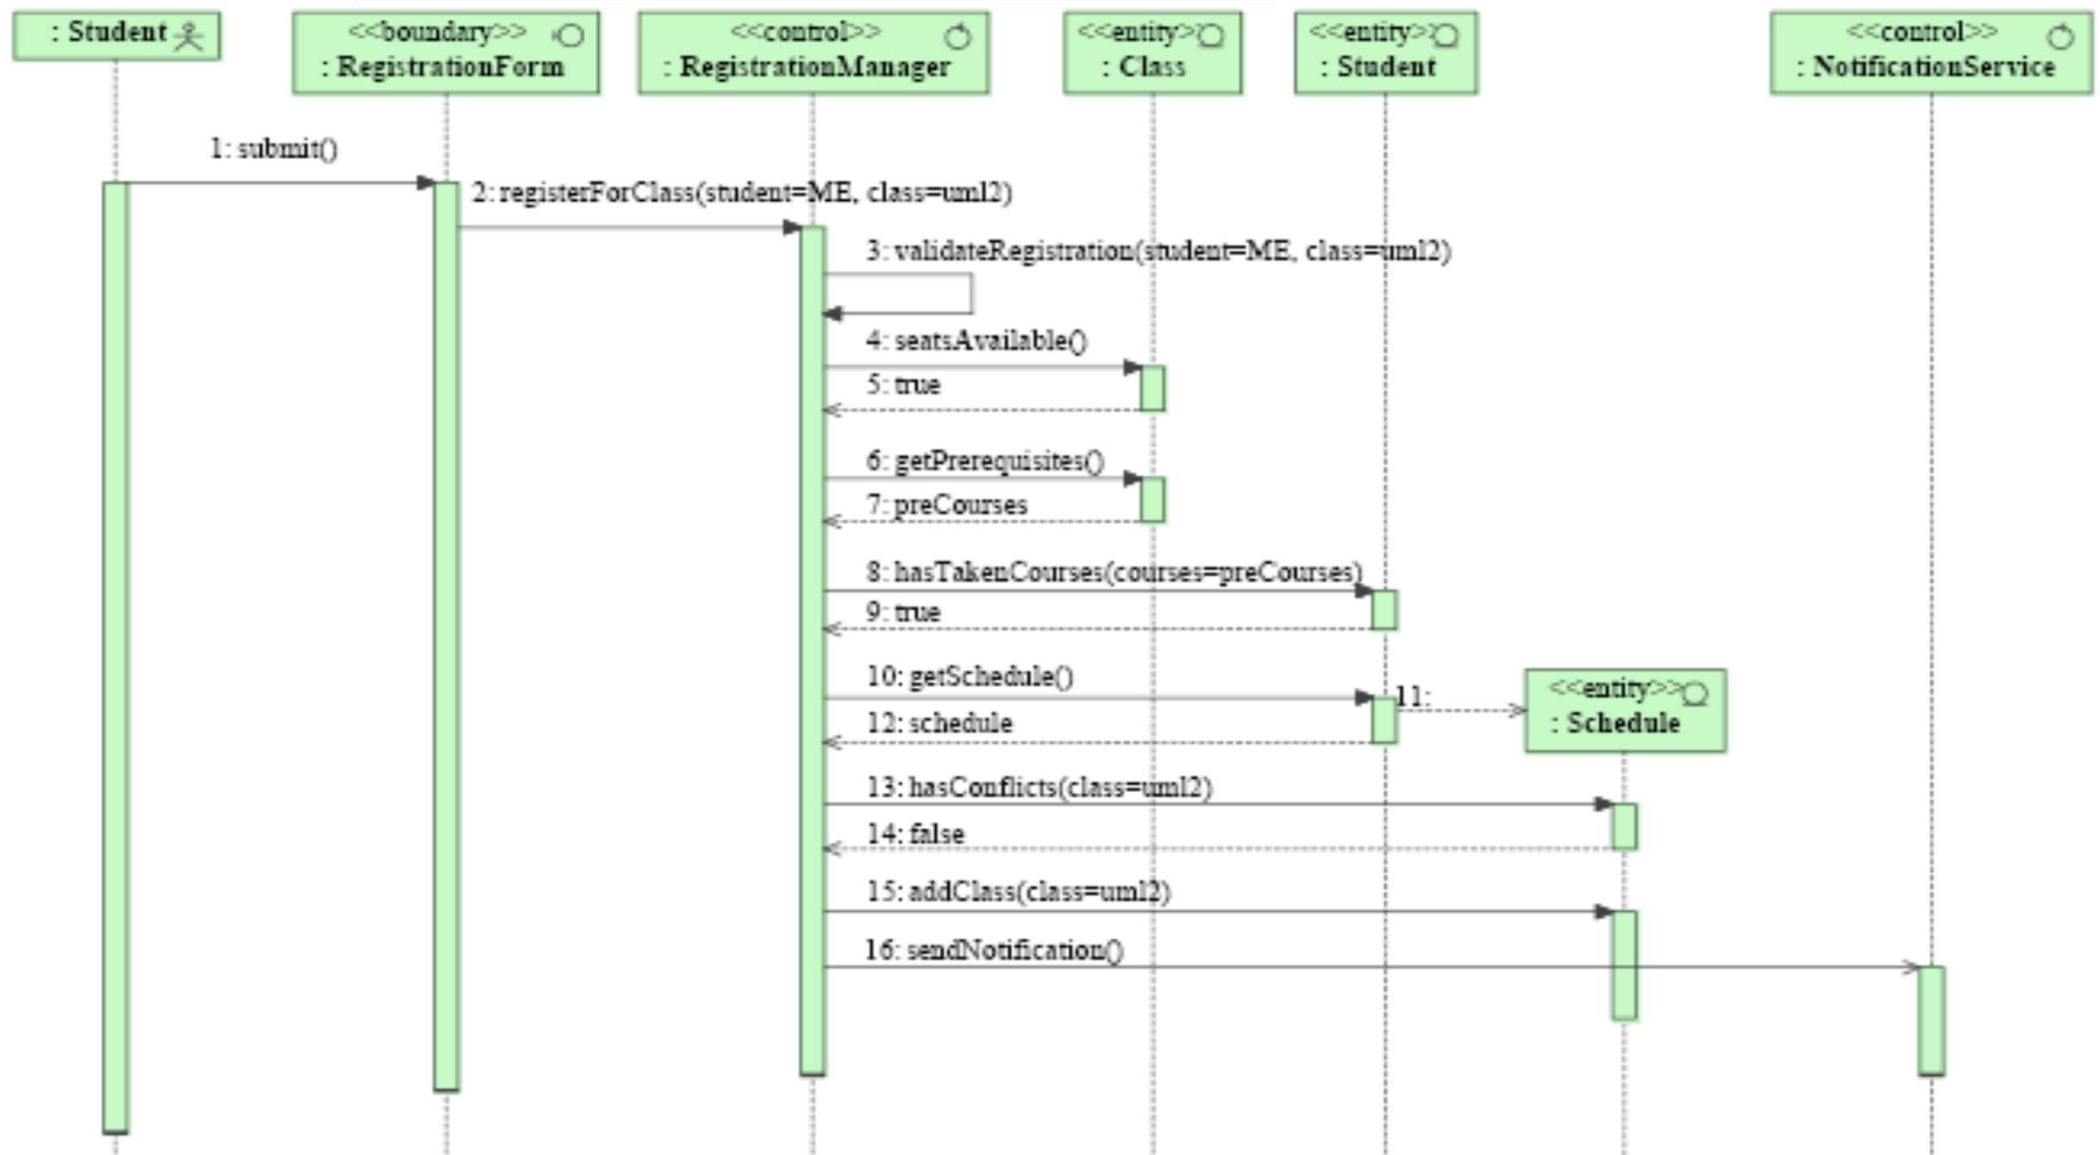 : Student
<<boundary>>
: RegistrationForm
<<control>>
: RegistrationManager
<<entity>>
: Class
<<entity>>
: Student
<<control>>
: NotificationService
1: submit()
2: registerForClass(student=ME, class=uml2)
3: validateRegistration(student=ME, class=uml2)
4: seatsAvailable()
5: true
6: getPrerequisites()
7: preCourses
8: hasTakenCourses(courses=preCourses)
9: true
10: getSchedule()
11:
<<entity>>
: Schedule
12: schedule
13: hasConflicts(class=uml2)
14: false
15: addClass(class=uml2)
16: sendNotification()